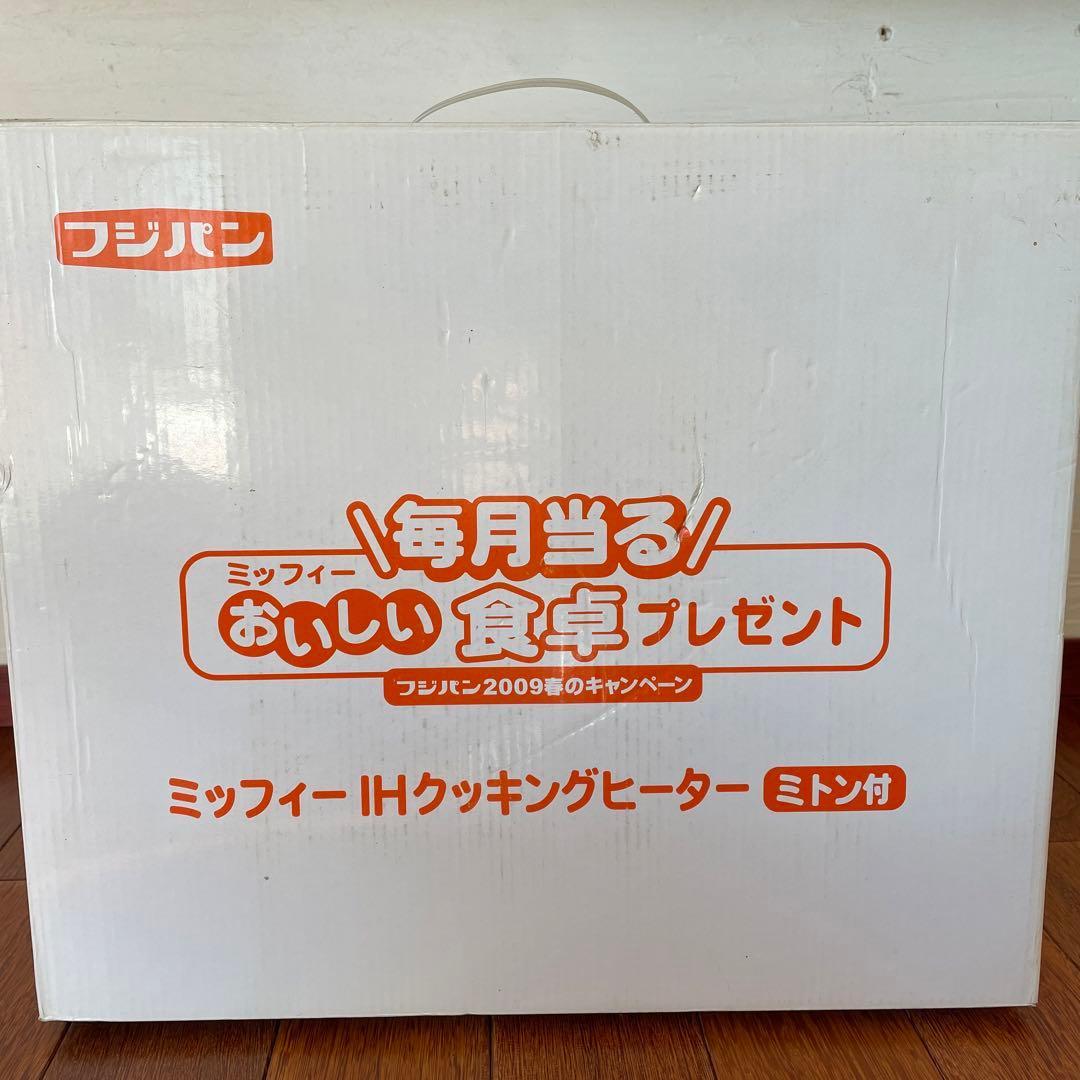 フジパン
毎月当る
ミッフィー
おいしい食卓プレゼント
フジパン2009春のキャンペーン
ミッフィー IHクッキングヒーター ミトン付